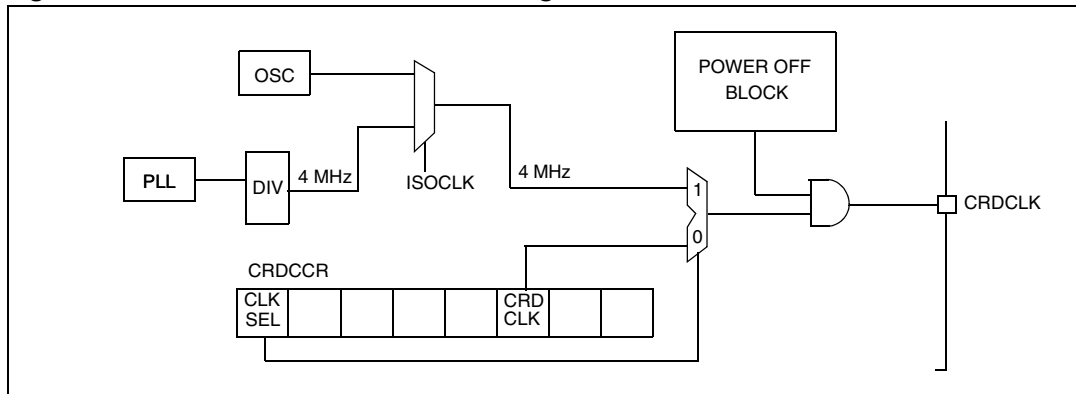 OSC
POWER OFF
BLOCK
PLL
DIV
4 MHz
ISOCLK
4 MHz
1
0
CRDCLK
CRDCCR
CLK
SEL
CRD
CLK